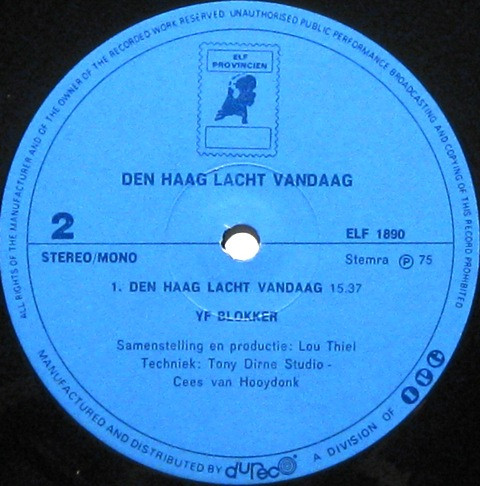 ALL RIGHTS OF THE MANUFACTURER AND OF THE OWNER OF THE RECORDED WORK RESERVED. UNAUTHORISED PUBLIC PERFORMANCE BROADCASTING AND COPYING OF THIS RECORD PROHIBITED
ELF
PROVINCIEN
DEN HAAG LACHT VANDAAG
2
ELF 1890
STEREO/MONO
Stemra Ⓟ 75
1. DEN HAAG LACHT VANDAAG 15.37
YF BLOKKER
Samenstelling en productie: Lou Thiel
Techniek: Tony Dirne Studio -
Cees van Hooydonk
MANUFACTURED AND DISTRIBUTED BY dureco A DIVISION OF